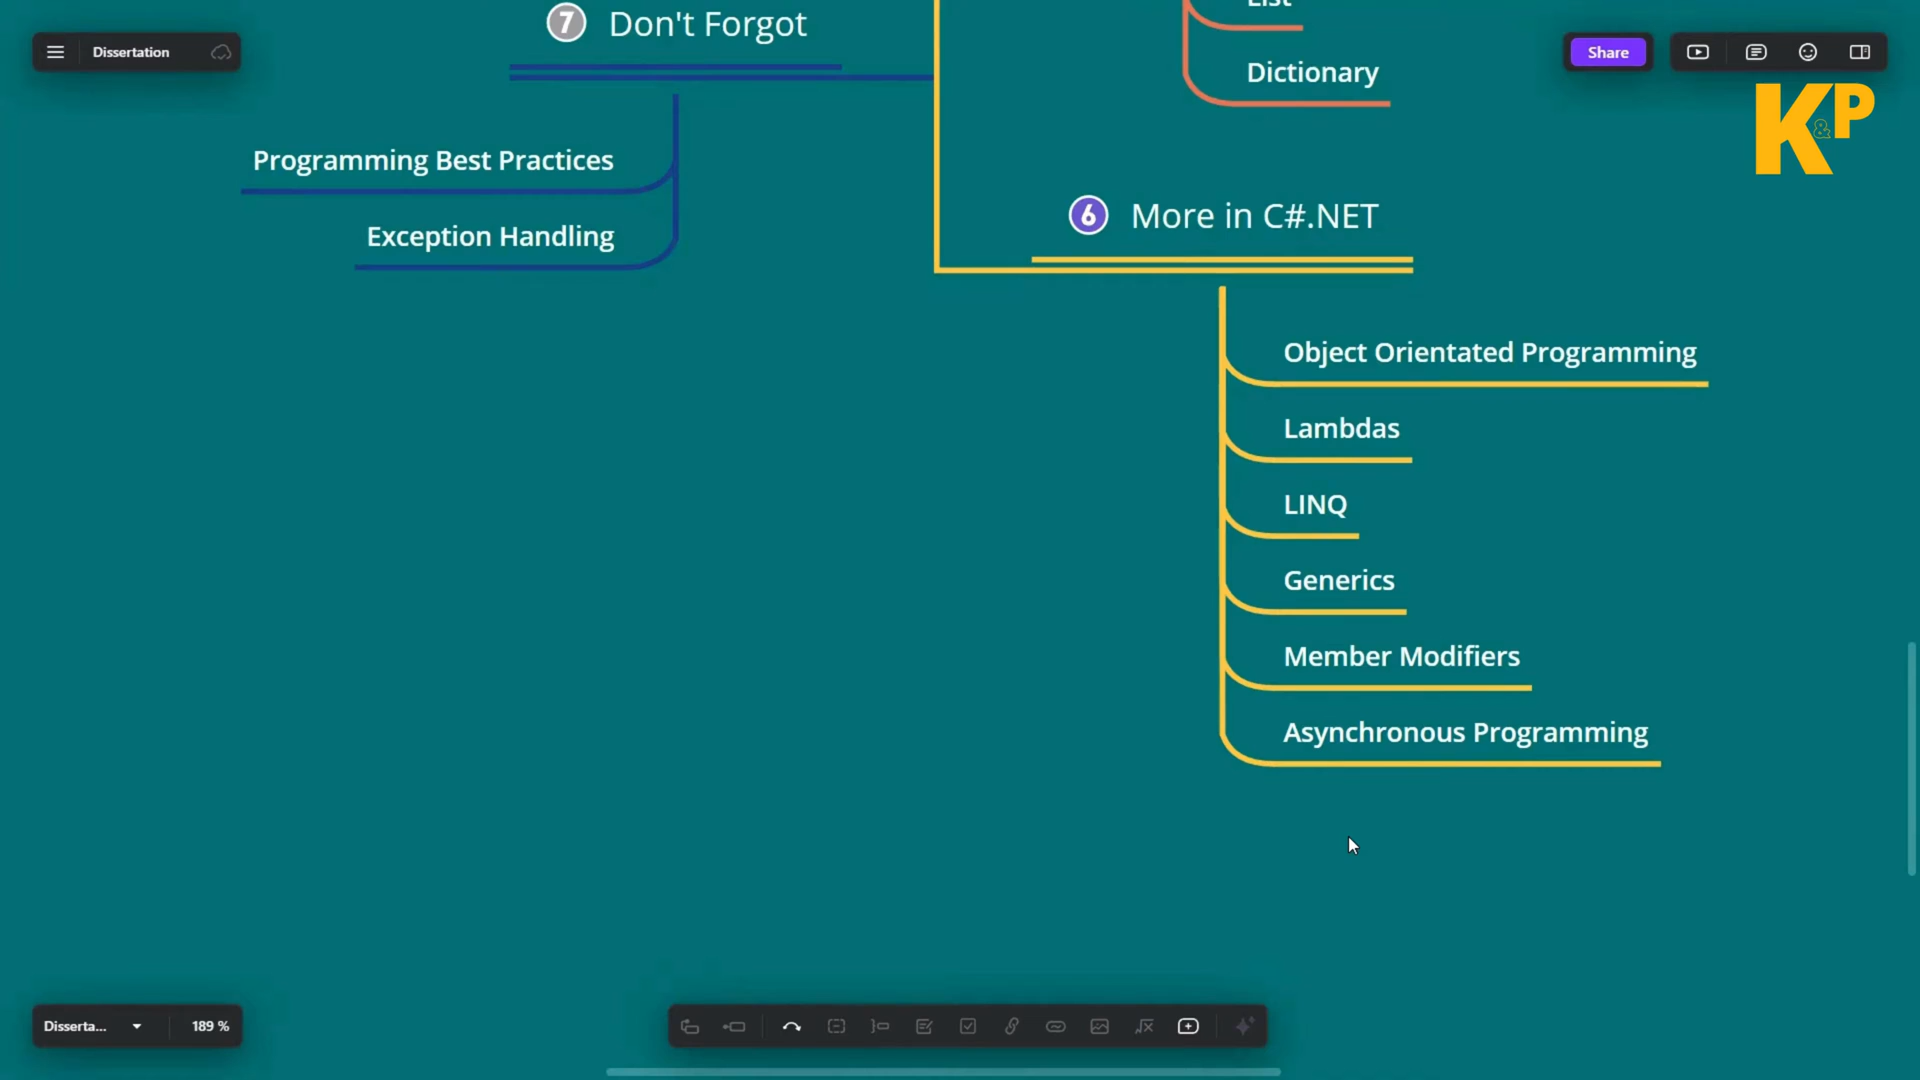 Dissertation
Share
K&P
7 Don't Forgot
Programming Best Practices
Exception Handling
List
Dictionary
6 More in C#.NET
Object Orientated Programming
Lambdas
LINQ
Generics
Member Modifiers
Asynchronous Programming
Disserta...
189 %